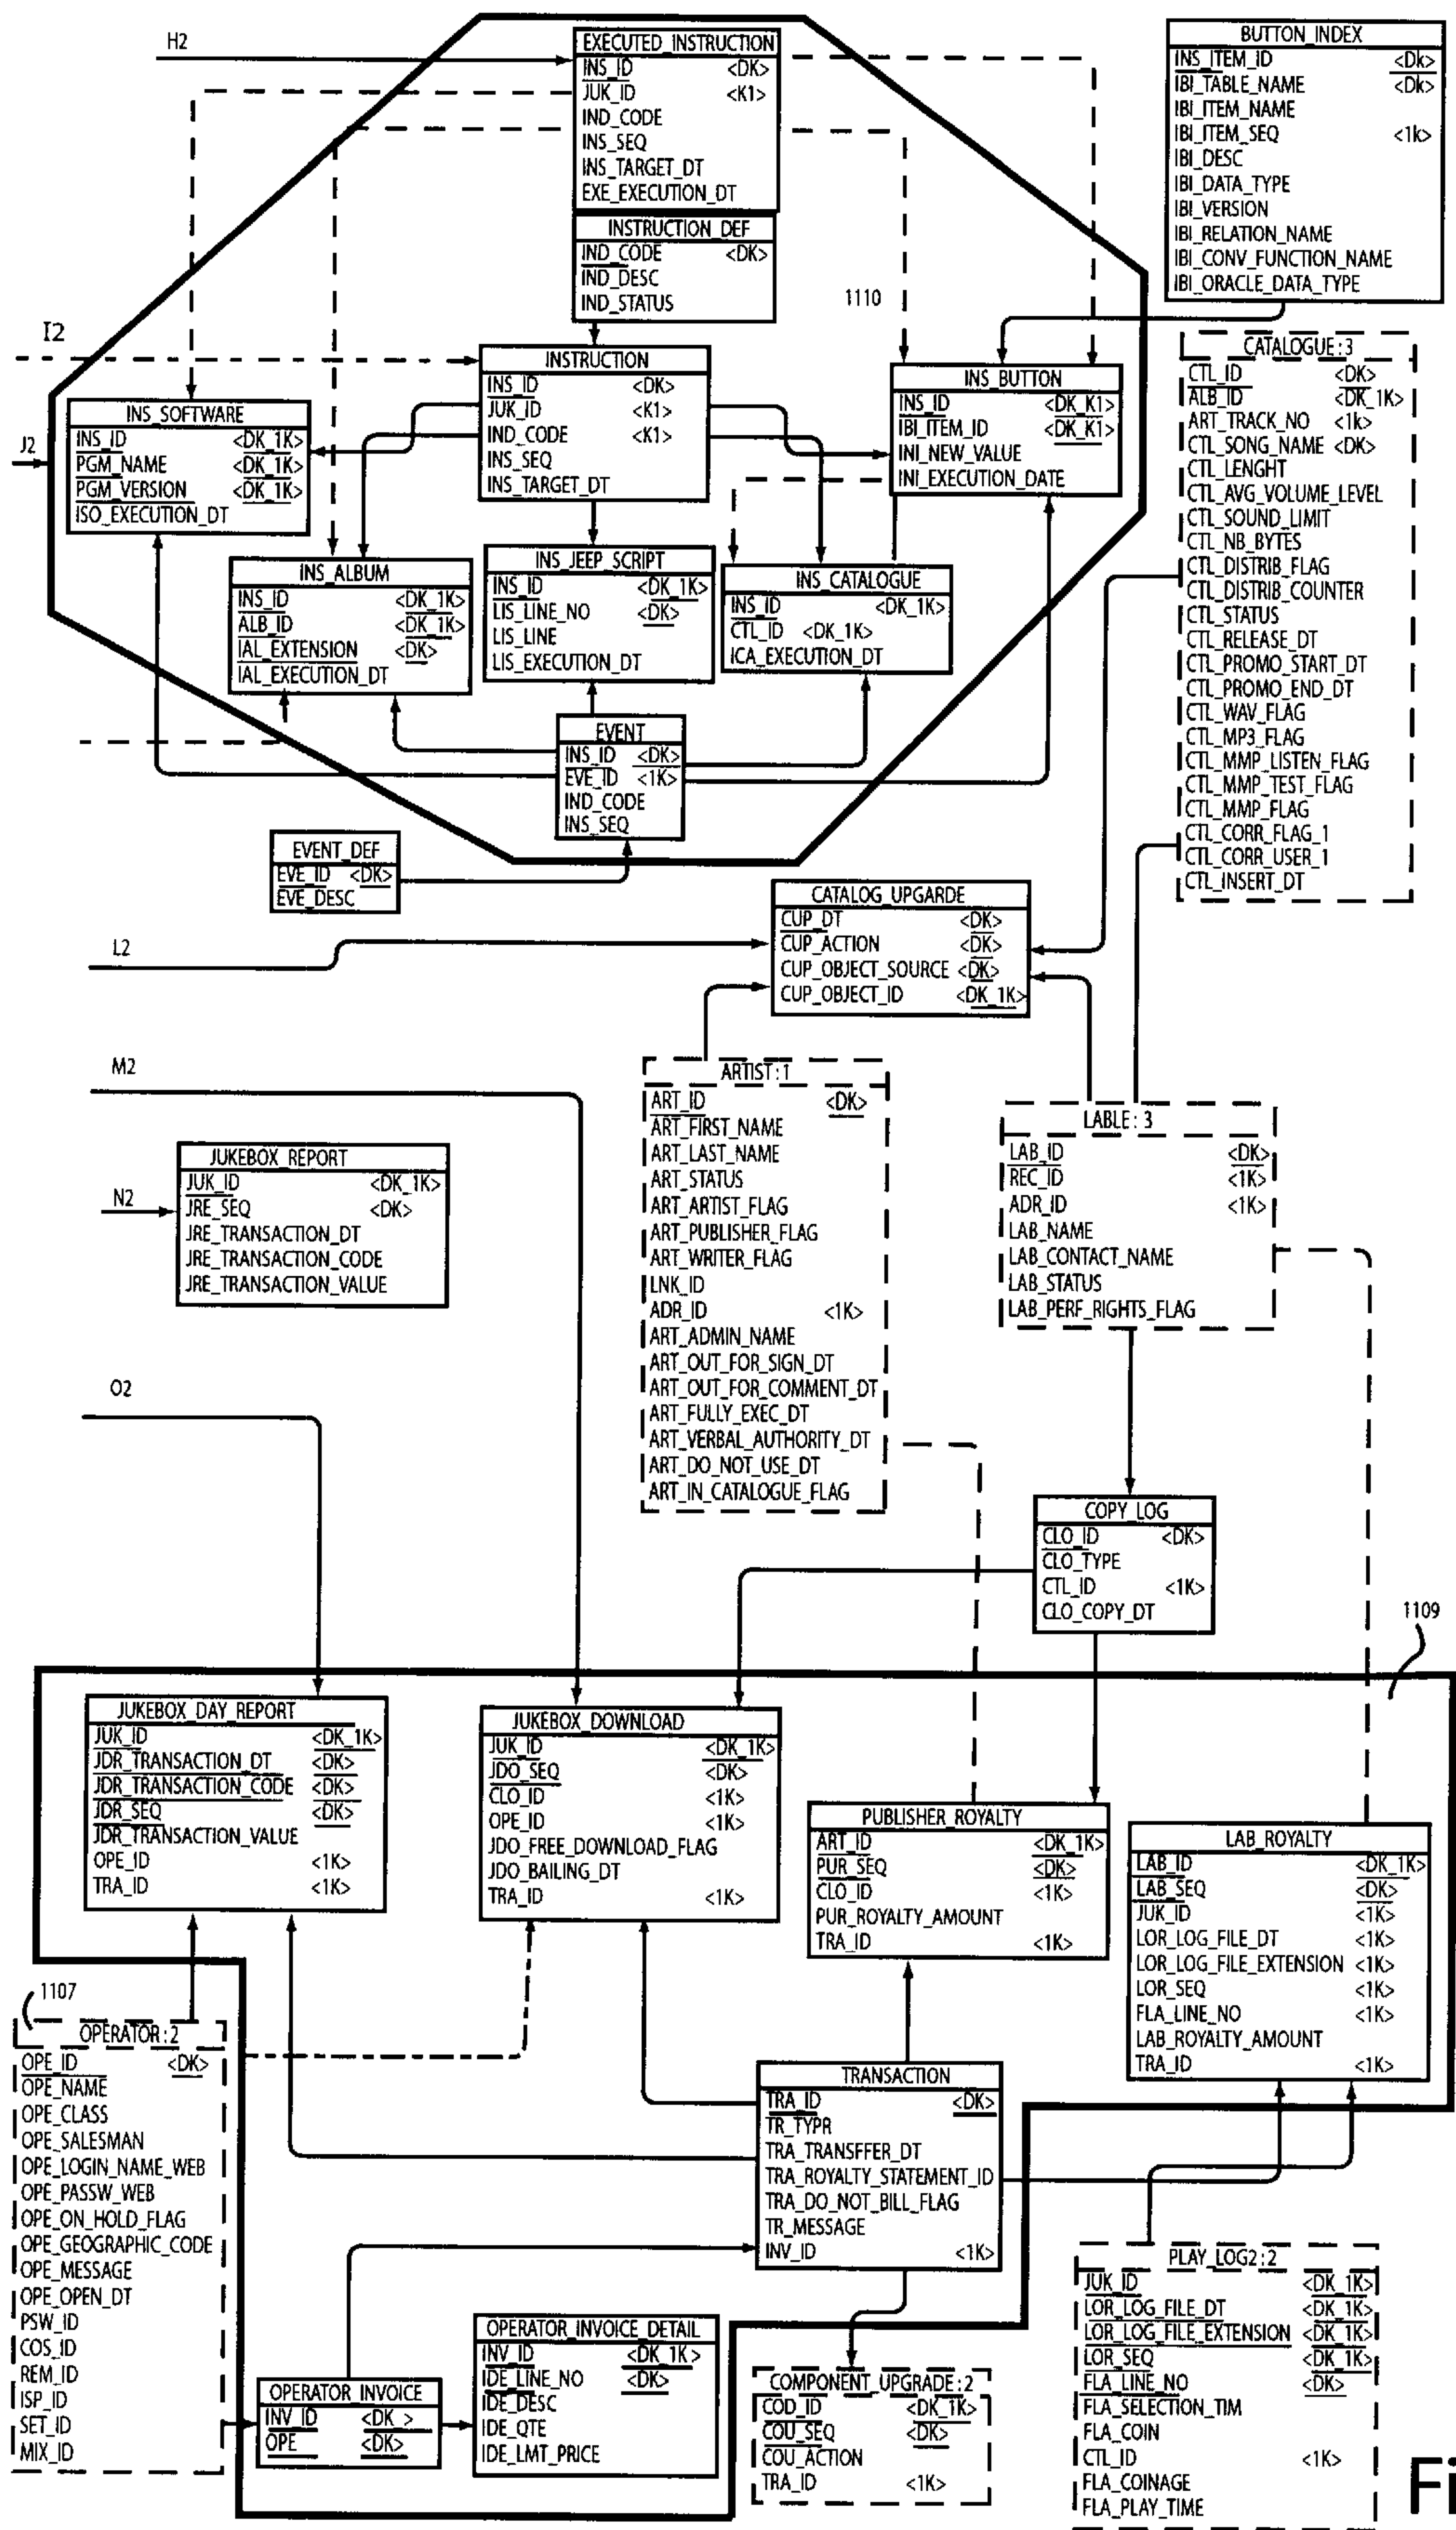 H2
EXECUTED_INSTRUCTION
INS_ID <DK>
JUK_ID <K1>
IND_CODE
INS_SEQ
INS_TARGET_DT
EXE_EXECUTION_DT
INSTRUCTION_DEF
IND_CODE <DK>
IND_DESC
IND_STATUS
BUTTON_INDEX
INS_ITEM_ID <Dk>
IBI_TABLE_NAME <Dk>
IBI_ITEM_NAME
IBI_ITEM_SEQ <1k>
IBI_DESC
IBI_DATA_TYPE
IBI_VERSION
IBI_RELATION_NAME
IBI_CONV_FUNCTION_NAME
IBI_ORACLE_DATA_TYPE
1110
I2
INSTRUCTION
INS_ID <DK>
JUK_ID <K1>
IND_CODE <K1>
INS_SEQ
INS_TARGET_DT
INS_BUTTON
INS_ID <DK_K1>
IBI_ITEM_ID <DK_K1>
INI_NEW_VALUE
INI_EXECUTION_DATE
J2
INS_SOFTWARE
INS_ID <DK_1K>
PGM_NAME <DK_1K>
PGM_VERSION <DK_1K>
ISO_EXECUTION_DT
CATALOGUE:3
CTL_ID <DK>
ALB_ID <DK_1K>
ART_TRACK_NO <1k>
CTL_SONG_NAME <DK>
CTL_LENGHT
CTL_AVG_VOLUME_LEVEL
CTL_SOUND_LIMIT
CTL_NB_BYTES
CTL_DISTRIB_FLAG
CTL_DISTRIB_COUNTER
CTL_STATUS
CTL_RELEASE_DT
CTL_PROMO_START_DT
CTL_PROMO_END_DT
CTL_WAV_FLAG
CTL_MP3_FLAG
CTL_MMP_LISTEN_FLAG
CTL_MMP_TEST_FLAG
CTL_MMP_FLAG
CTL_CORR_FLAG_1
CTL_CORR_USER_1
CTL_INSERT_DT
INS_ALBUM
INS_ID <DK_1K>
ALB_ID <DK_1K>
IAL_EXTENSION <DK>
IAL_EXECUTION_DT
INS_JEEP_SCRIPT
INS_ID <DK_1K>
LIS_LINE_NO <DK>
LIS_LINE
LIS_EXECUTION_DT
INS_CATALOGUE
INS_ID <DK_1K>
CTL_ID <DK_1K>
ICA_EXECUTION_DT
EVENT
INS_ID <DK>
EVE_ID <1K>
IND_CODE
INS_SEQ
EVENT_DEF
EVE_ID <DK>
EVE_DESC
L2
CATALOG_UPGARDE
CUP_DT <DK>
CUP_ACTION <DK>
CUP_OBJECT_SOURCE <DK>
CUP_OBJECT_ID <DK_1K>
M2
ARTIST:1
ART_ID <DK>
ART_FIRST_NAME
ART_LAST_NAME
ART_STATUS
ART_ARTIST_FLAG
ART_PUBLISHER_FLAG
ART_WRITER_FLAG
LNK_ID
ADR_ID <1K>
ART_ADMIN_NAME
ART_OUT_FOR_SIGN_DT
ART_OUT_FOR_COMMENT_DT
ART_FULLY_EXEC_DT
ART_VERBAL_AUTHORITY_DT
ART_DO_NOT_USE_DT
ART_IN_CATALOGUE_FLAG
LABLE: 3
LAB_ID <DK>
REC_ID <1K>
ADR_ID <1K>
LAB_NAME
LAB_CONTACT_NAME
LAB_STATUS
LAB_PERF_RIGHTS_FLAG
N2
JUKEBOX_REPORT
JUK_ID <DK_1K>
JRE_SEQ <DK>
JRE_TRANSACTION_DT
JRE_TRANSACTION_CODE
JRE_TRANSACTION_VALUE
O2
COPY_LOG
CLO_ID <DK>
CLO_TYPE
CTL_ID <1K>
CLO_COPY_DT
1109
JUKEBOX_DAY_REPORT
JUK_ID <DK_1K>
JDR_TRANSACTION_DT <DK>
JDR_TRANSACTION_CODE <DK>
JDR_SEQ <DK>
JDR_TRANSACTION_VALUE
OPE_ID <1K>
TRA_ID <1K>
JUKEBOX_DOWNLOAD
JUK_ID <DK_1K>
JDO_SEQ <DK>
CLO_ID <1K>
OPE_ID <1K>
JDO_FREE_DOWNLOAD_FLAG
JDO_BAILING_DT
TRA_ID <1K>
PUBLISHER_ROYALTY
ART_ID <DK_1K>
PUR_SEQ <DK>
CLO_ID <1K>
PUR_ROYALTY_AMOUNT
TRA_ID <1K>
LAB_ROYALTY
LAB_ID <DK_1K>
LAB_SEQ <DK>
JUK_ID <1K>
LOR_LOG_FILE_DT <1K>
LOR_LOG_FILE_EXTENSION <1K>
LOR_SEQ <1K>
FLA_LINE_NO <1K>
LAB_ROYALTY_AMOUNT
TRA_ID <1K>
1107
OPERATOR:2
OPE_ID <DK>
OPE_NAME
OPE_CLASS
OPE_SALESMAN
OPE_LOGIN_NAME_WEB
OPE_PASSW_WEB
OPE_ON_HOLD_FLAG
OPE_GEOGRAPHIC_CODE
OPE_MESSAGE
OPE_OPEN_DT
PSW_ID
COS_ID
REM_ID
ISP_ID
SET_ID
MIX_ID
TRANSACTION
TRA_ID <DK>
TR_TYPR
TRA_TRANSFFER_DT
TRA_ROYALTY_STATEMENT_ID
TRA_DO_NOT_BILL_FLAG
TR_MESSAGE
INV_ID <1K>
OPERATOR_INVOICE
INV_ID <DK_>
OPE <DK>
OPERATOR_INVOICE_DETAIL
INV_ID <DK_1K>
IDE_LINE_NO <DK>
IDE_DESC
IDE_QTE
IDE_LMT_PRICE
COMPONENT_UPGRADE:2
COD_ID <DK_1K>
COU_SEQ <DK>
COU_ACTION
TRA_ID <1K>
PLAY_LOG2:2
JUK_ID <DK_1K>
LOR_LOG_FILE_DT <DK_1K>
LOR_LOG_FILE_EXTENSION <DK_1K>
LOR_SEQ <DK_1K>
FLA_LINE_NO <DK>
FLA_SELECTION_TIM
FLA_COIN
CTL_ID <1K>
FLA_COINAGE
FLA_PLAY_TIME
Fi